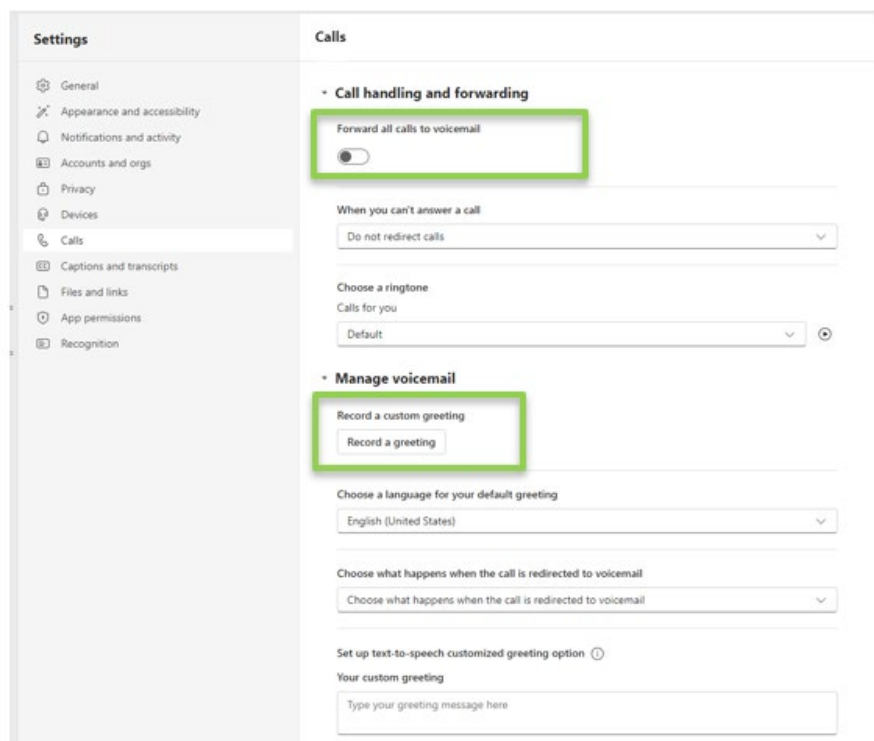 Settings
General
Appearance and accessibility
Notifications and activity
Accounts and orgs
Privacy
Devices
Calls
Captions and transcripts
Files and links
App permissions
Recognition
Calls
Call handling and forwarding
Forward all calls to voicemail
When you can't answer a call
Do not redirect calls
Choose a ringtone
Calls for you
Default
Manage voicemail
Record a custom greeting
Record a greeting
Choose a language for your default greeting
English (United States)
Choose what happens when the call is redirected to voicemail
Choose what happens when the call is redirected to voicemail
Set up text-to-speech customized greeting option
Your custom greeting
Type your greeting message here